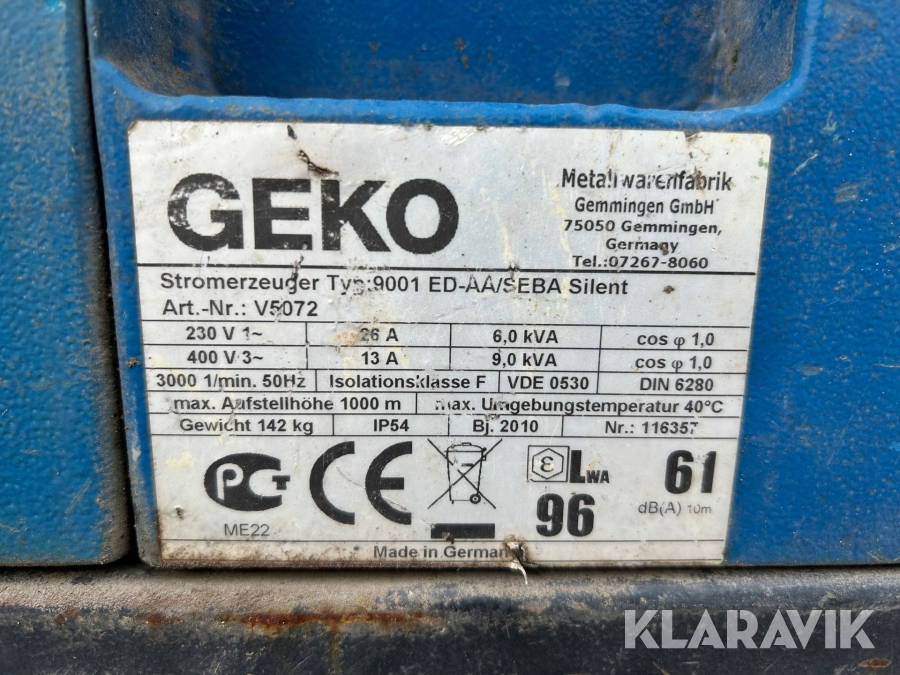 GEKO
Metallwarenfabrik
Gemmingen GmbH
75050 Gemmingen,
Germany
Tel.:07267-8060
Stromerzeuger Typ:9001 ED-AA/SEBA Silent
Art.-Nr.: V5072
230 V 1~ 26 A 6,0 kVA cos φ 1,0
400 V 3~ 13 A 9,0 kVA cos φ 1,0
3000 1/min. 50Hz Isolationsklasse F VDE 0530 DIN 6280
max. Aufstellhöhe 1000 m max. Umgebungstemperatur 40°C
Gewicht 142 kg IP54 Bj. 2010 Nr.: 116357
РСТ CE ε LWA 61
ME22 96 dB(A) 10m
Made in Germany
KLARAVIK